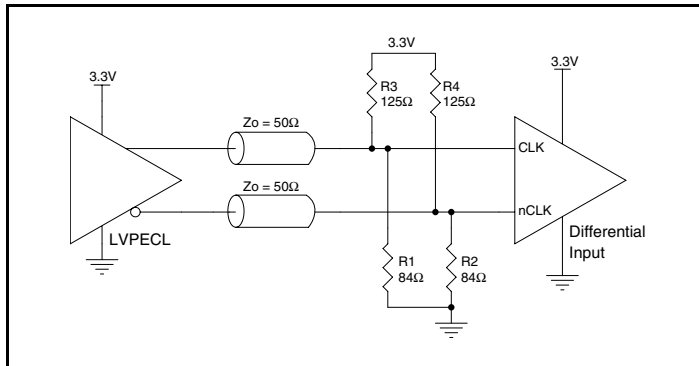 3.3V
3.3V
3.3V
R3
125Ω
R4
125Ω
Zo = 50Ω
CLK
Zo = 50Ω
nCLK
LVPECL
Differential
Input
R1
84Ω
R2
84Ω